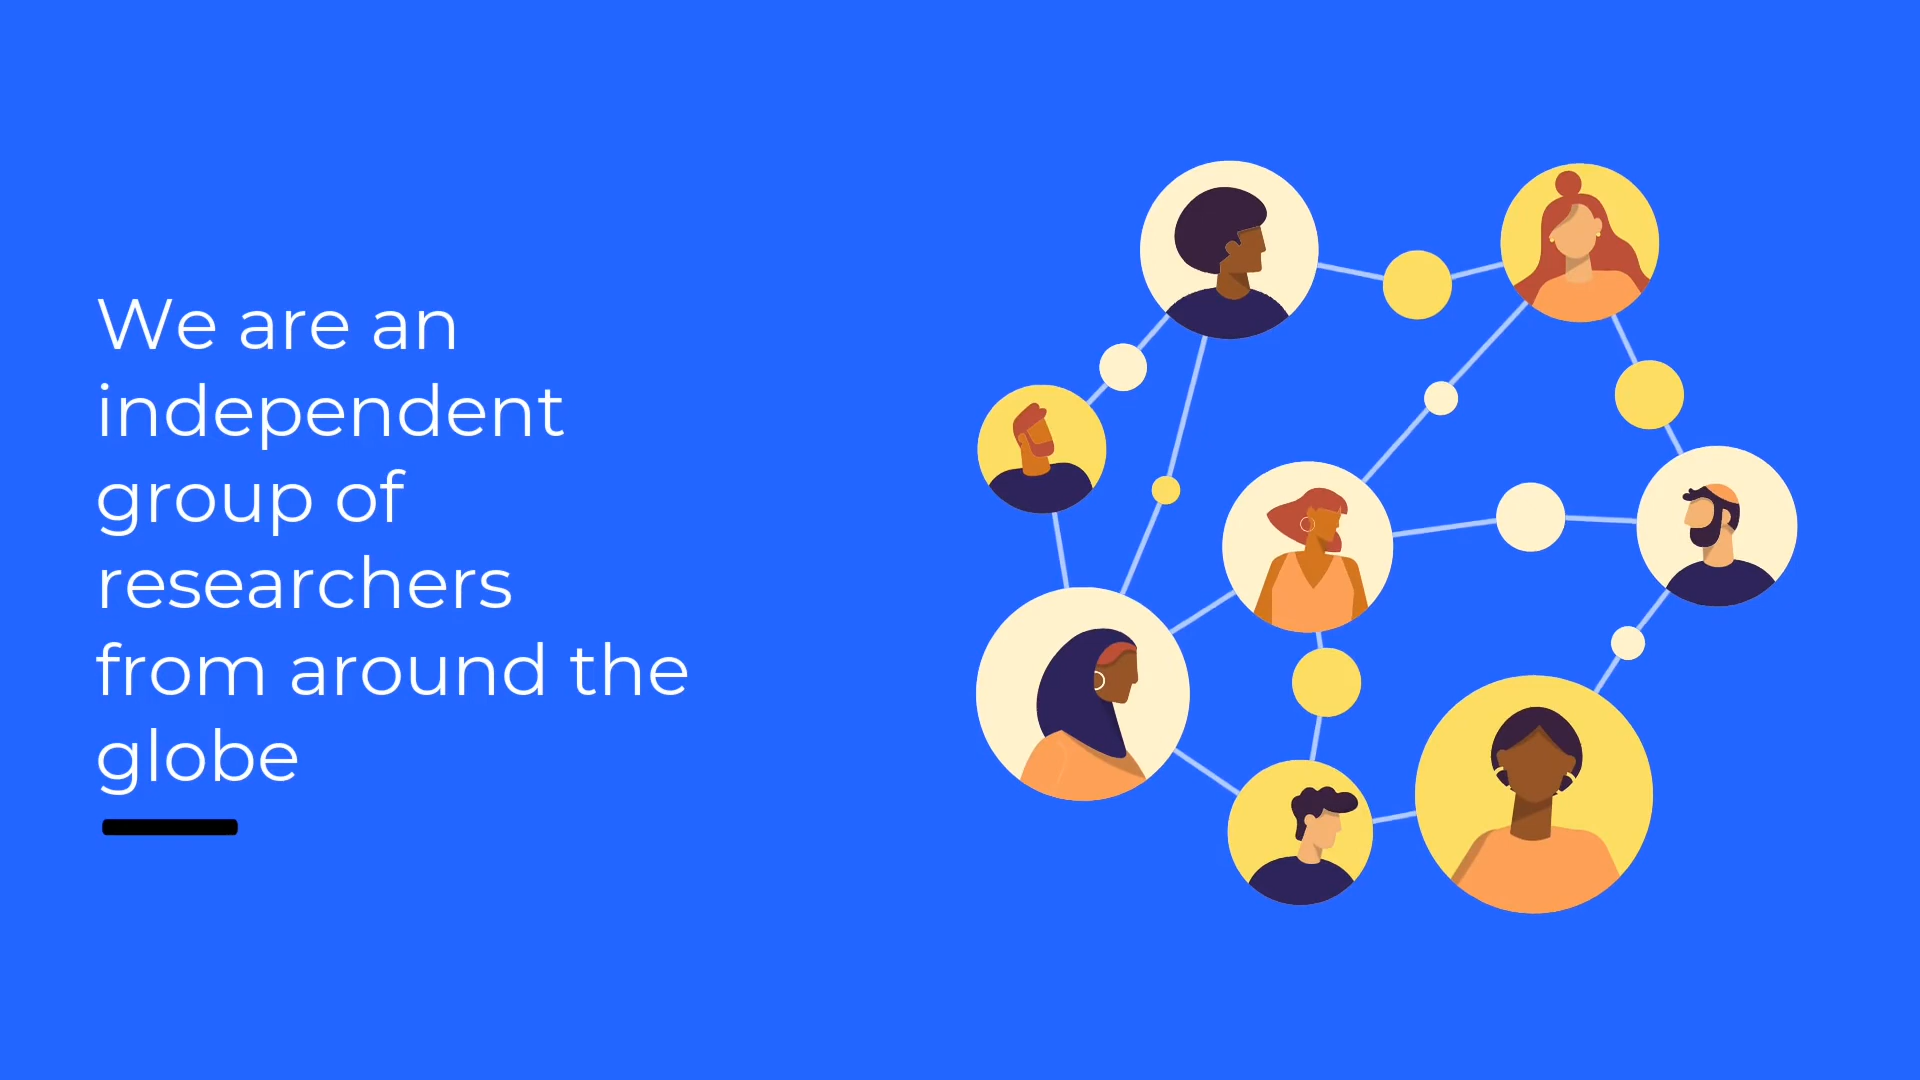 We are an
independent
group of
researchers
from around the
globe